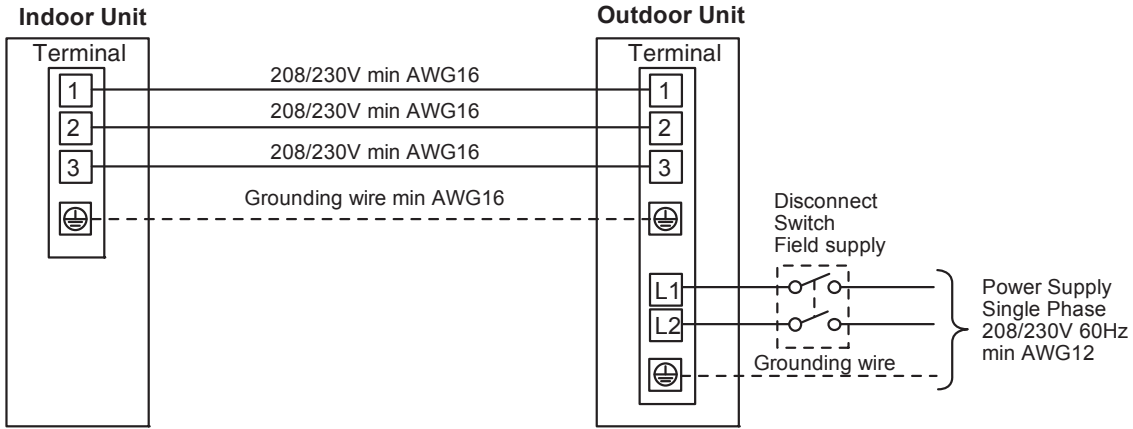 Indoor Unit
Outdoor Unit
Terminal
Terminal
1
208/230V min AWG16
1
2
208/230V min AWG16
2
3
208/230V min AWG16
3
Grounding wire min AWG16
Disconnect
Switch
Field supply
L1
L2
Grounding wire
Power Supply
Single Phase
208/230V 60Hz
min AWG12